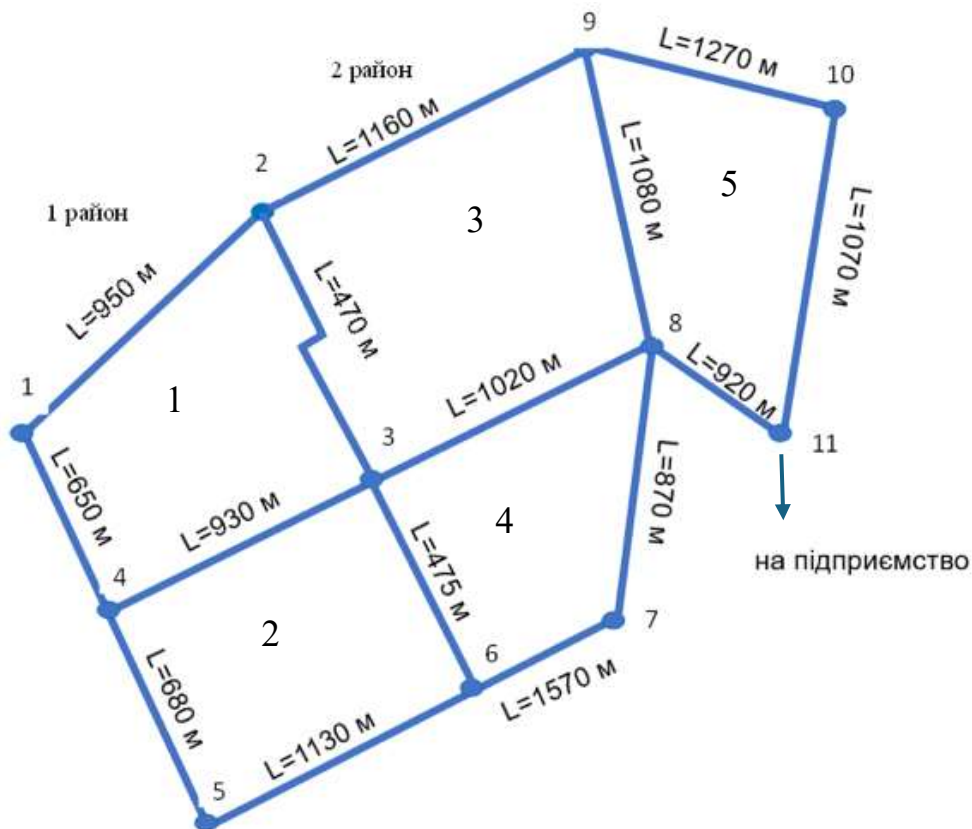 9
L=1270 м
10
2 район
L=1160 м
2
L=1080 м
5
1 район
3
L=1070 м
L=950 м
L=470 м
8
1
1
L=1020 м
L=920 м
3
11
L=650 м
L=930 м
4
L=870 м
L=475 м
на підприємство
4
2
7
6
L=680 м
L=1570 м
L=1130 м
5